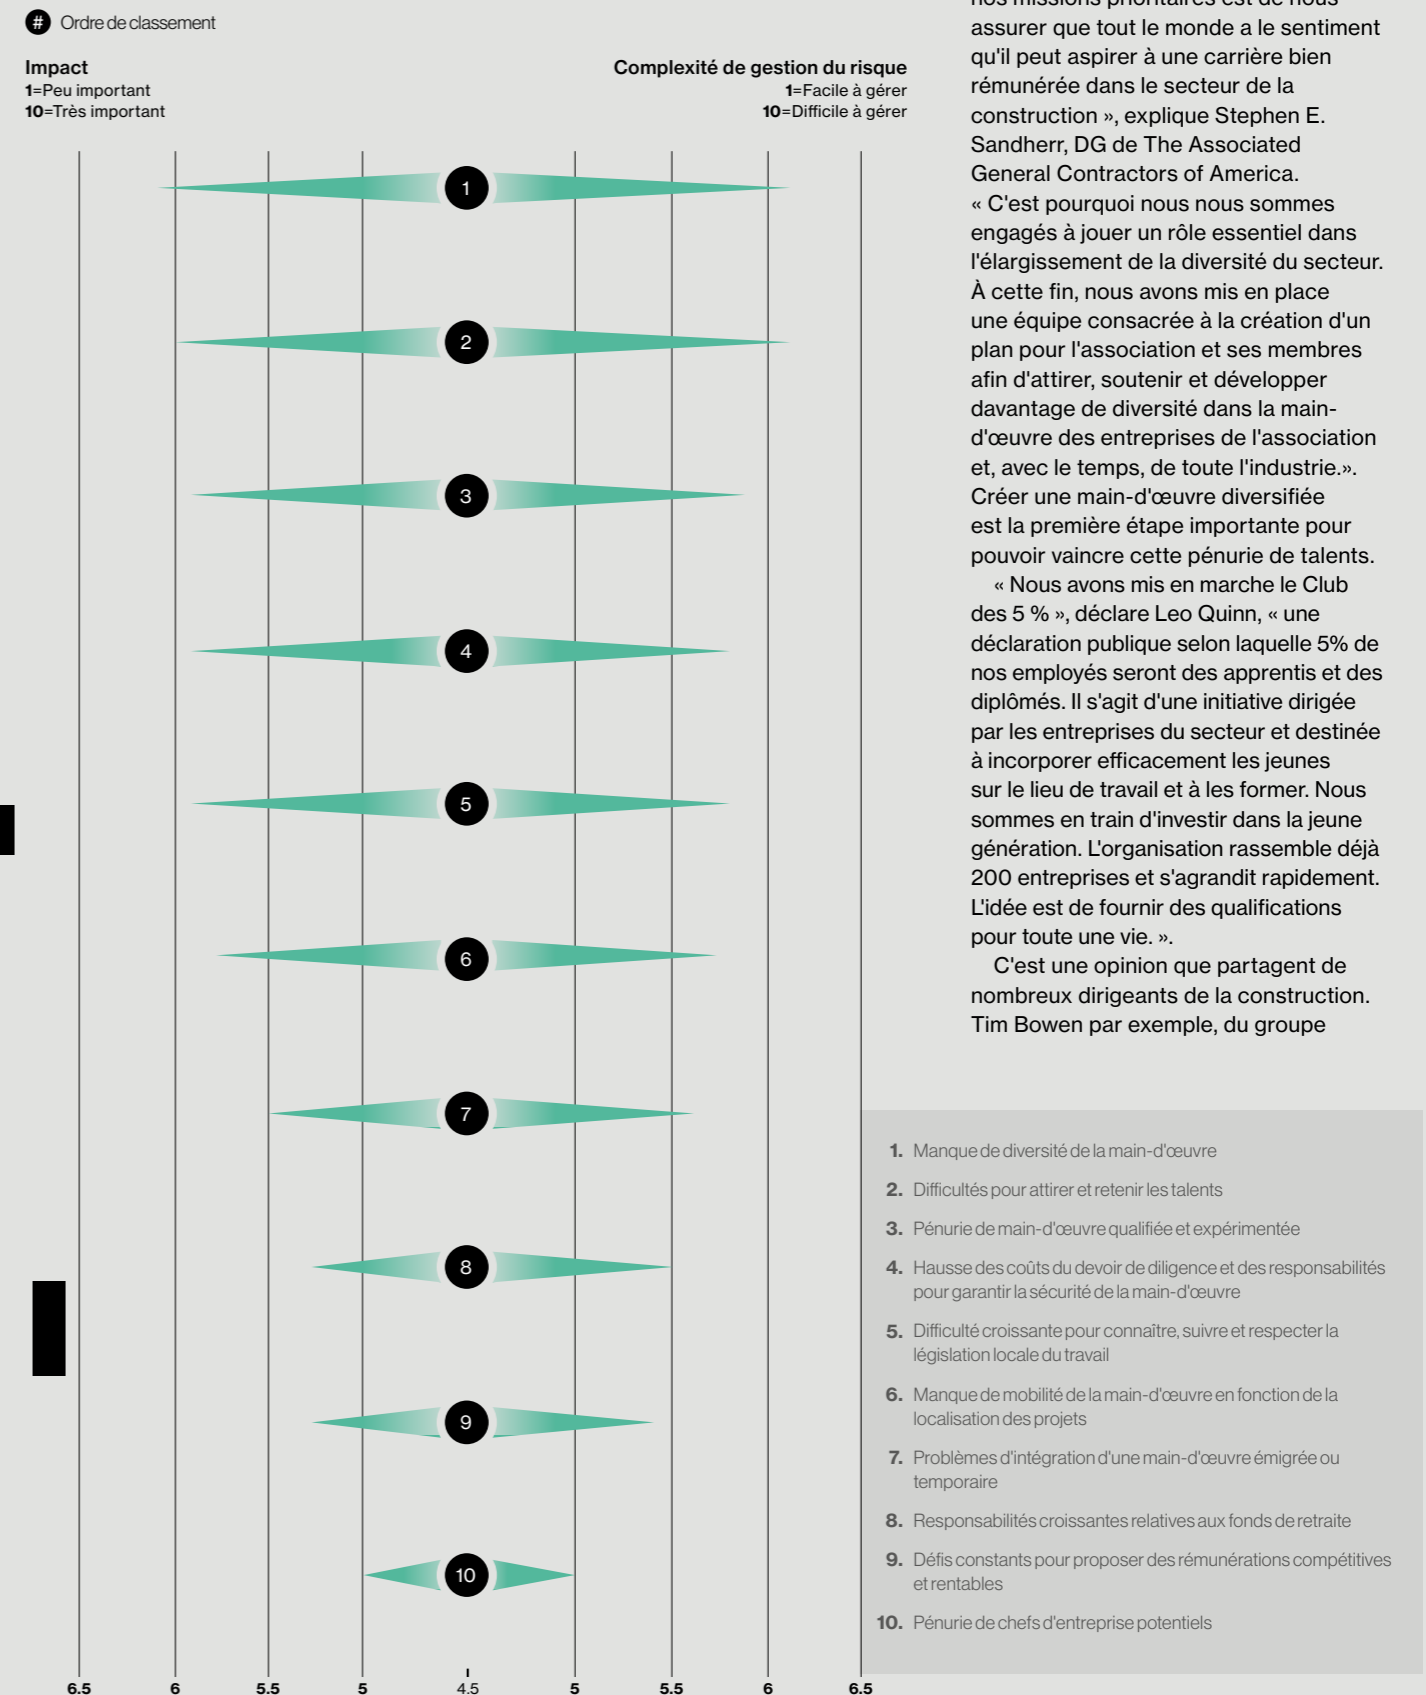 # Ordre de classement
Impact
1=Peu important
10=Très important
Complexité de gestion du risque
1=Facile à gérer
10=Difficile à gérer
1
2
3
4
5
6
7
8
9
10
6.5 6 5.5 5 4.5 5 5.5 6 6.5
nos missions prioritaires est de nous
assurer que tout le monde a le sentiment
qu'il peut aspirer à une carrière bien
rémunérée dans le secteur de la
construction », explique Stephen E.
Sandherr, DG de The Associated
General Contractors of America.
« C'est pourquoi nous nous sommes
engagés à jouer un rôle essentiel dans
l'élargissement de la diversité du secteur.
À cette fin, nous avons mis en place
une équipe consacrée à la création d'un
plan pour l'association et ses membres
afin d'attirer, soutenir et développer
davantage de diversité dans la main-
d'œuvre des entreprises de l'association
et, avec le temps, de toute l'industrie.».
Créer une main-d'œuvre diversifiée
est la première étape importante pour
pouvoir vaincre cette pénurie de talents.
« Nous avons mis en marche le Club
des 5 % », déclare Leo Quinn, « une
déclaration publique selon laquelle 5% de
nos employés seront des apprentis et des
diplômés. Il s'agit d'une initiative dirigée
par les entreprises du secteur et destinée
à incorporer efficacement les jeunes
sur le lieu de travail et à les former. Nous
sommes en train d'investir dans la jeune
génération. L'organisation rassemble déjà
200 entreprises et s'agrandit rapidement.
L'idée est de fournir des qualifications
pour toute une vie. ».
C'est une opinion que partagent de
nombreux dirigeants de la construction.
Tim Bowen par exemple, du groupe
1. Manque de diversité de la main-d'œuvre
2. Difficultés pour attirer et retenir les talents
3. Pénurie de main-d'œuvre qualifiée et expérimentée
4. Hausse des coûts du devoir de diligence et des responsabilités
pour garantir la sécurité de la main-d'œuvre
5. Difficulté croissante pour connaître, suivre et respecter la
législation locale du travail
6. Manque de mobilité de la main-d'œuvre en fonction de la
localisation des projets
7. Problèmes d'intégration d'une main-d'œuvre émigrée ou
temporaire
8. Responsabilités croissantes relatives aux fonds de retraite
9. Défis constants pour proposer des rémunérations compétitives
et rentables
10. Pénurie de chefs d'entreprise potentiels